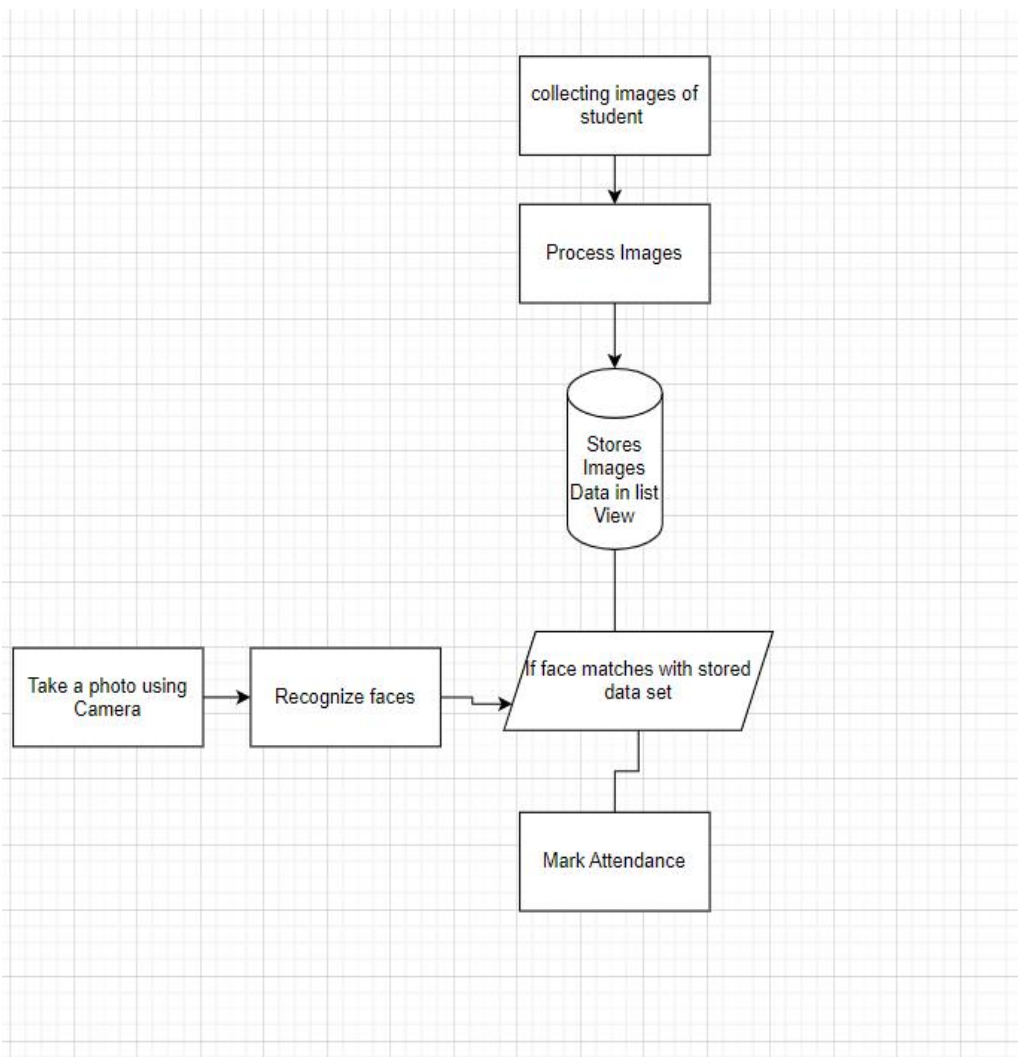 collecting images of
student
Process Images
Stores
Images
Data in list
View
If face matches with stored
data set
Take a photo using
Camera
Recognize faces
Mark Attendance